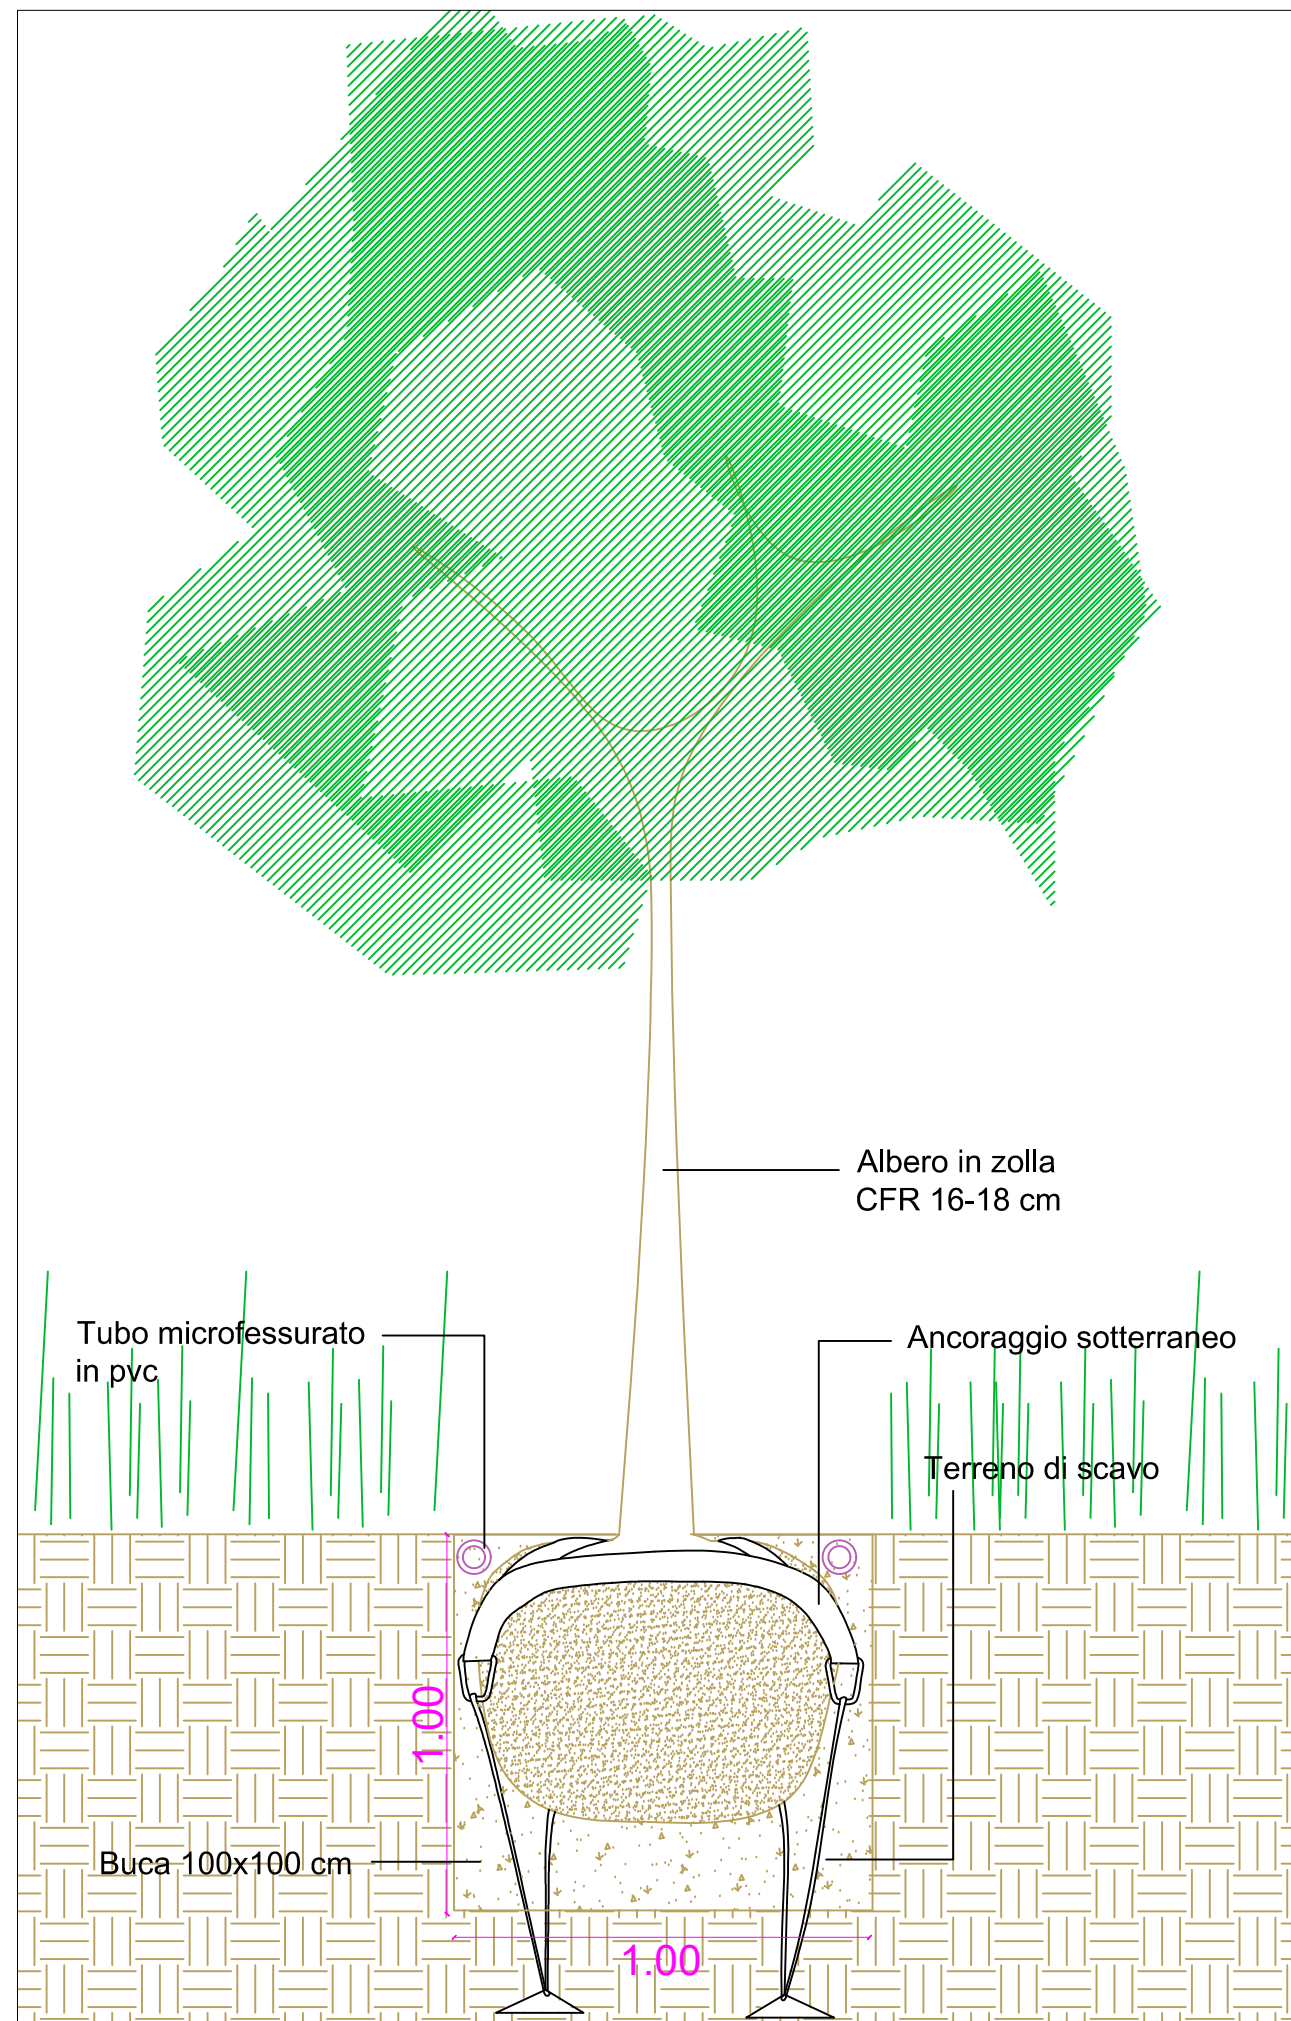 Albero in zolla
CFR 16-18 cm
Tubo microfessurato
in pvc
Ancoraggio sotterraneo
Terreno di scavo
1.00
Buca 100x100 cm
1.00